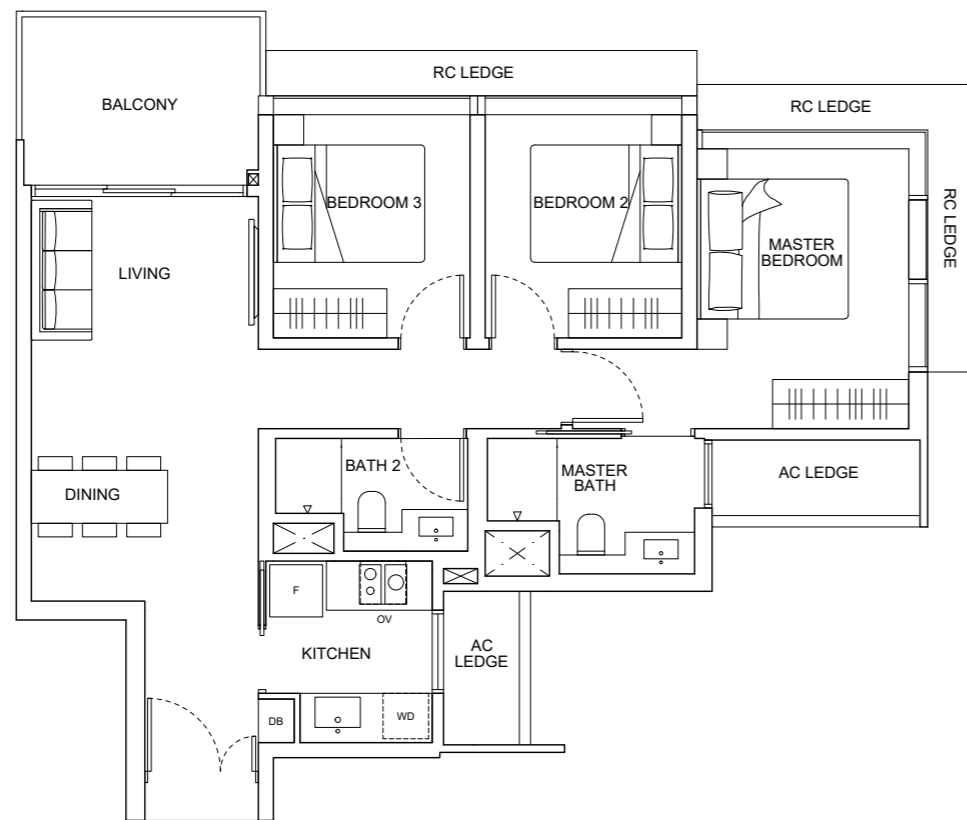 RC LEDGE
BALCONY
RC LEDGE
BEDROOM 3
BEDROOM 2
RC LEDGE
MASTER
BEDROOM
LIVING
BATH 2
MASTER
BATH
AC LEDGE
DINING
F
OV
KITCHEN
AC
LEDGE
DB
WD